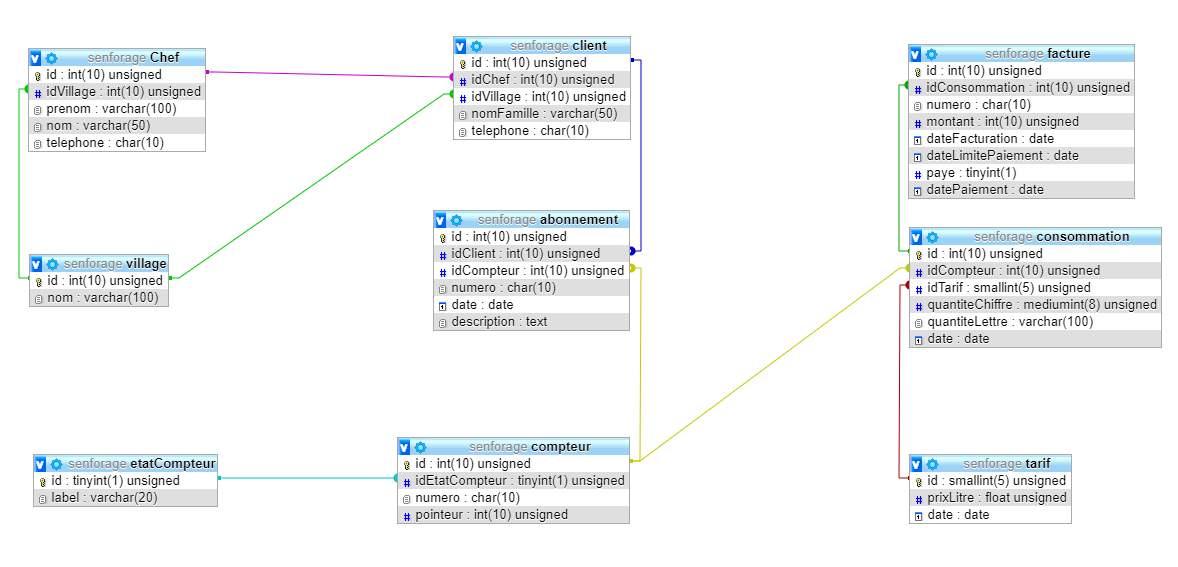 senforage Chef
id : int(10) unsigned
idVillage : int(10) unsigned
prenom : varchar(100)
nom : varchar(50)
telephone : char(10)
senforage client
id : int(10) unsigned
idChef : int(10) unsigned
idVillage : int(10) unsigned
nomFamille : varchar(50)
telephone : char(10)
senforage facture
id : int(10) unsigned
idConsommation : int(10) unsigned
numero : char(10)
montant : int(10) unsigned
dateFacturation : date
dateLimitePaiement : date
paye : tinyint(1)
datePaiement : date
senforage village
id : int(10) unsigned
nom : varchar(100)
senforage abonnement
id : int(10) unsigned
idClient : int(10) unsigned
idCompteur : int(10) unsigned
numero : char(10)
date : date
description : text
senforage consommation
id : int(10) unsigned
idCompteur : int(10) unsigned
idTarif : smallint(5) unsigned
quantiteChiffre : mediumint(8) unsigned
quantiteLettre : varchar(100)
date : date
senforage etatCompteur
id : tinyint(1) unsigned
label : varchar(20)
senforage compteur
id : int(10) unsigned
idEtatCompteur : tinyint(1) unsigned
numero : char(10)
pointeur : int(10) unsigned
senforage tarif
id : smallint(5) unsigned
prixLitre : float unsigned
date : date